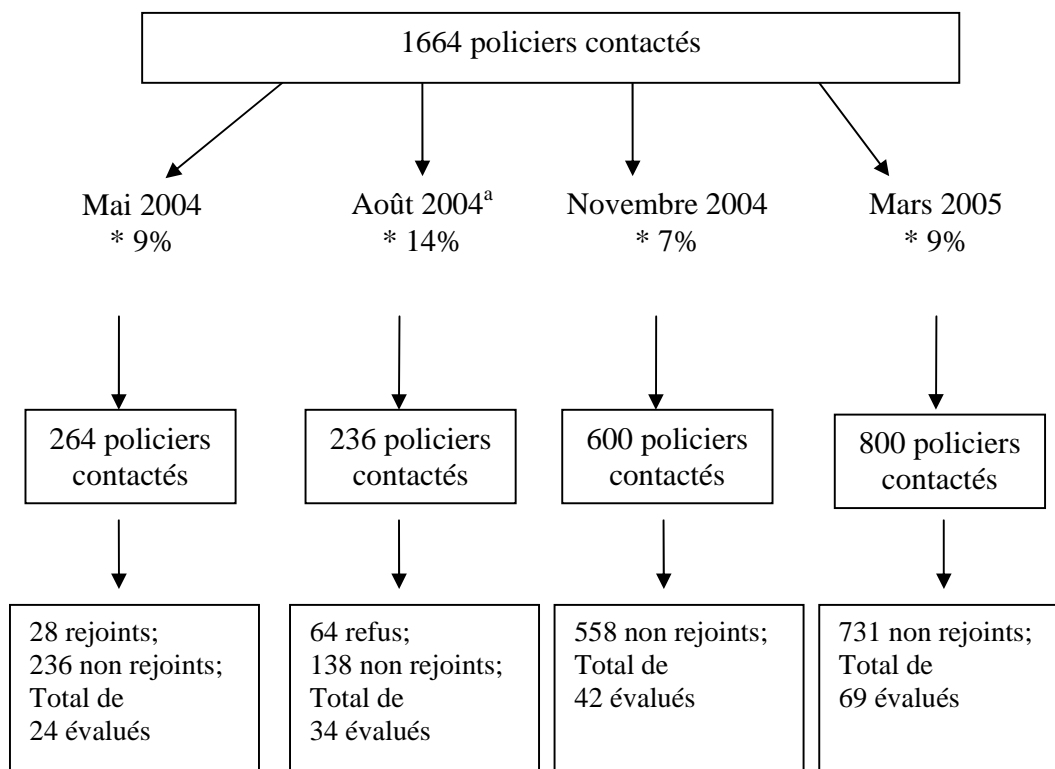 1664 policiers contactés
Mai 2004
* 9%
Août 2004a
* 14%
Novembre 2004
* 7%
Mars 2005
* 9%
264 policiers
contactés
236 policiers
contactés
600 policiers
contactés
800 policiers
contactés
28 rejoints;
236 non rejoints;
Total de
24 évalués
64 refus;
138 non rejoints;
Total de
34 évalués
558 non rejoints;
Total de
42 évalués
731 non rejoints;
Total de
69 évalués